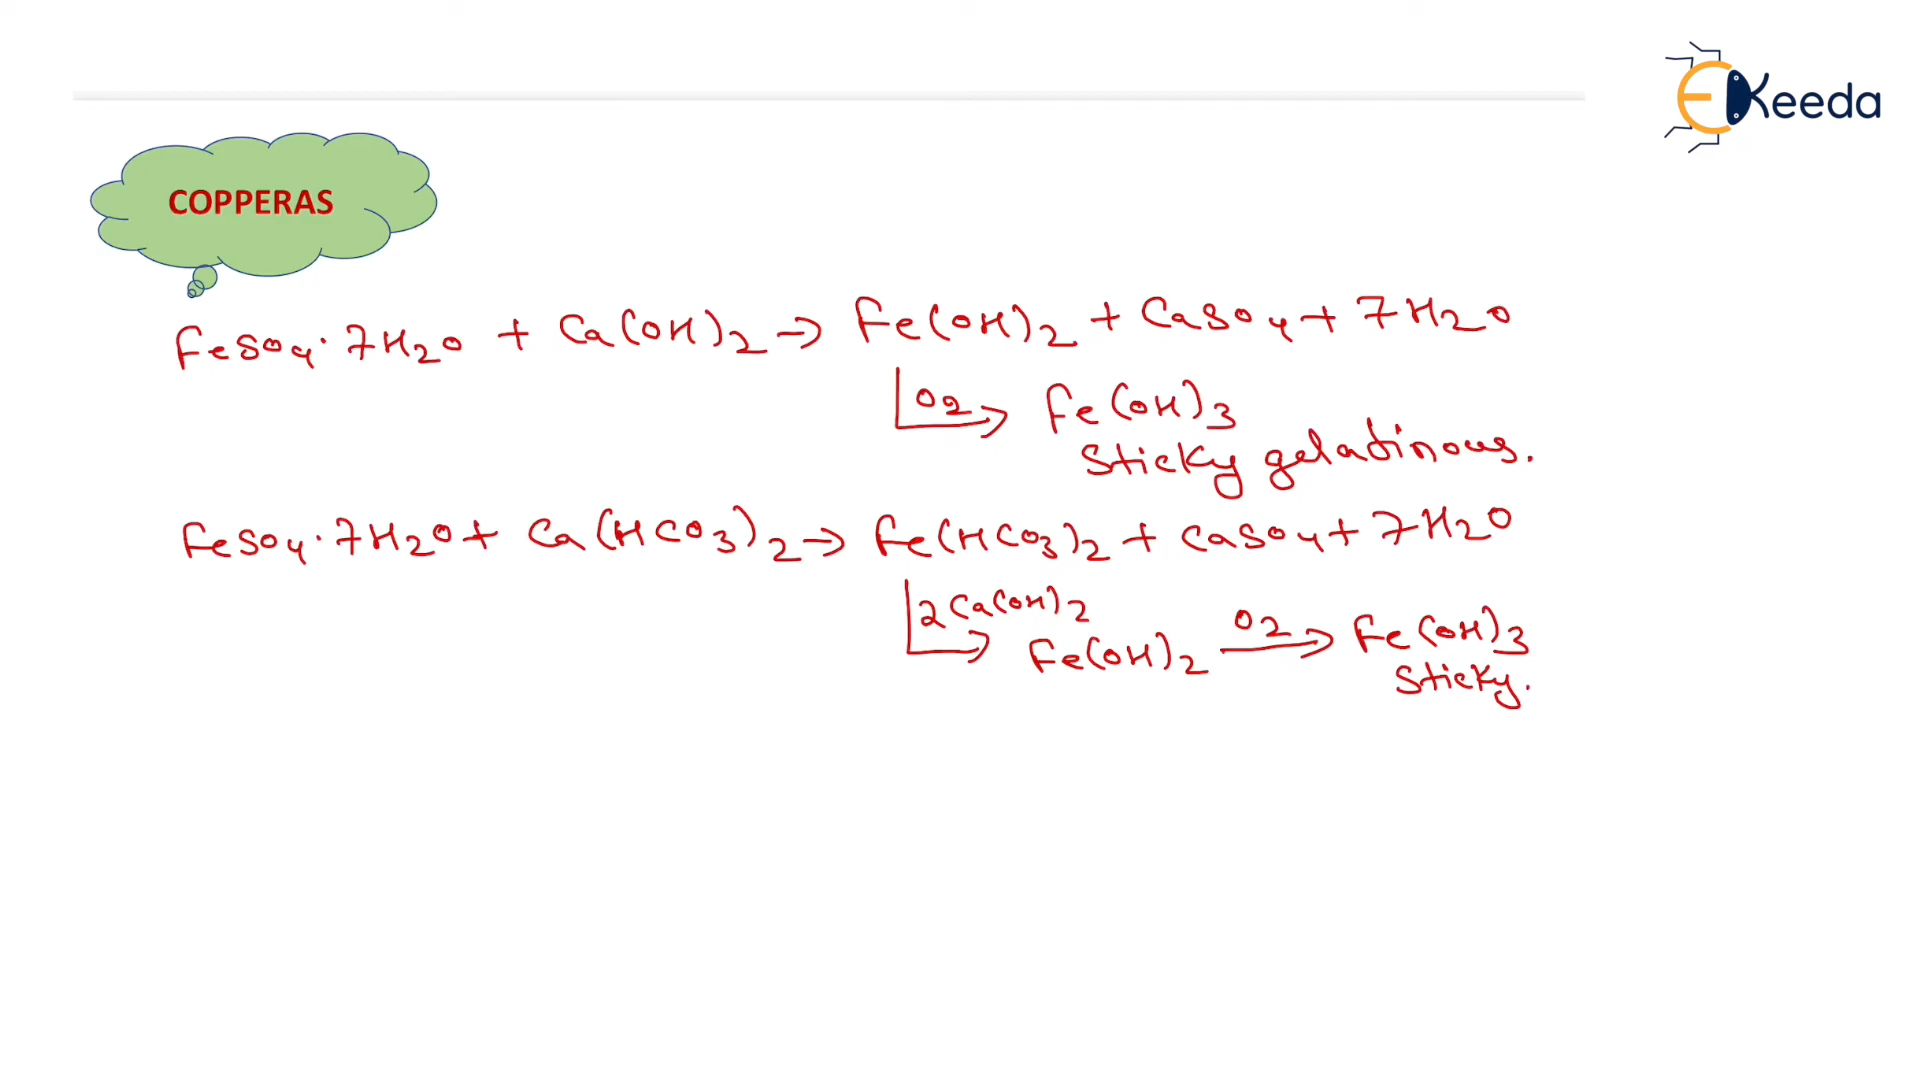 EKeeda
COPPERAS
FeSO4·7H2O + Ca(OH)2 → Fe(OH)2 + CaSO4 + 7H2O
O2 → Fe(OH)3
Sticky geladinous.
FeSO4·7H2O + Ca(HCO3)2 → Fe(HCO3)2 + CaSO4 + 7H2O
2Ca(OH)2 → Fe(OH)2 O2 → Fe(OH)3
Sticky.